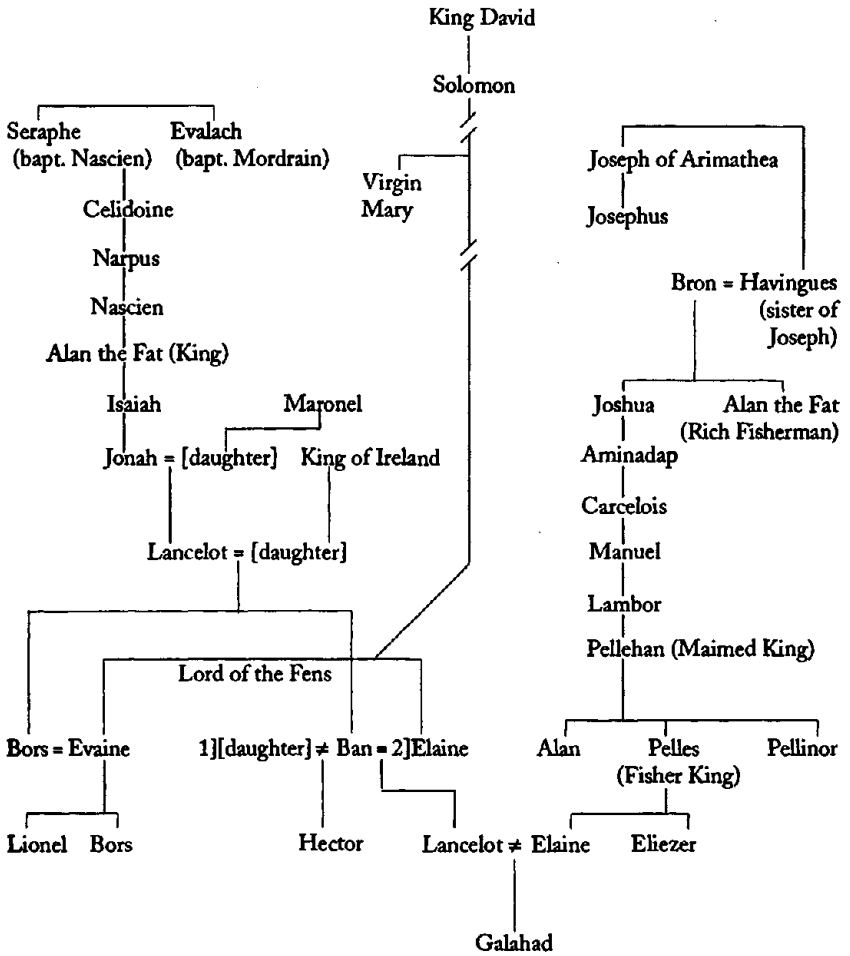 King David
Solomon
Seraphe Evalach
(bapt. Nascien) (bapt. Mordrain)
Joseph of Arimathea
Virgin
Mary
Celidoine
Josephus
Narpus
Bron = Havingues
(sister of
Joseph)
Nascien
Alan the Fat (King)
Isaiah Maronel
Joshua Alan the Fat
(Rich Fisherman)
Jonah = [daughter] King of Ireland
Aminadap
Carcelois
Lancelot = [daughter]
Manuel
Lambor
Pellehan (Maimed King)
Lord of the Fens
Bors = Evaine 1][daughter] ≠ Ban = 2]Elaine
Alan Pelles Pellinor
(Fisher King)
Lionel Bors Hector Lancelot ≠ Elaine Eliezer
Galahad